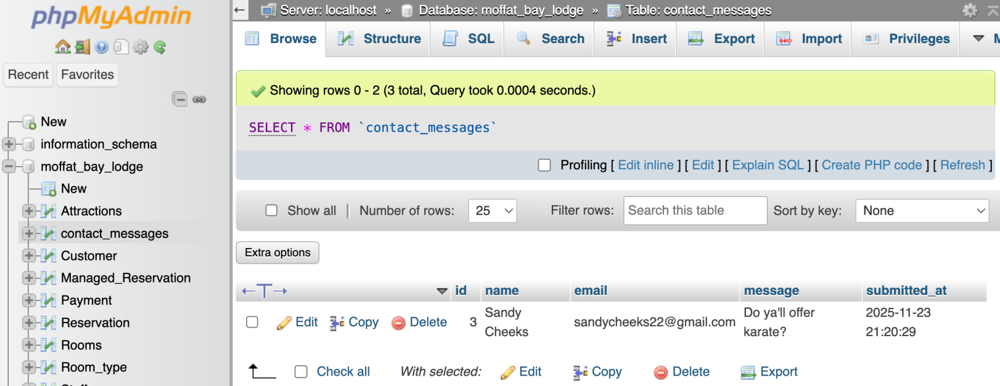 phpMyAdmin
Recent Favorites
New
information_schema
moffat_bay_lodge
New
Attractions
contact_messages
Customer
Managed_Reservation
Payment
Reservation
Rooms
Room_type
Server: localhost » Database: moffat_bay_lodge » Table: contact_messages
Browse Structure SQL Search Insert Export Import Privileges
Showing rows 0 - 2 (3 total, Query took 0.0004 seconds.)
SELECT * FROM `contact_messages`
Profiling [ Edit inline ] [ Edit ] [ Explain SQL ] [ Create PHP code ] [ Refresh ]
Show all | Number of rows: 25 Filter rows: Search this table Sort by key: None
Extra options
←T→ id name email message submitted_at
Edit Copy Delete 3 Sandy Cheeks sandycheeks22@gmail.com Do ya'll offer karate? 2025-11-23 21:20:29
Check all With selected: Edit Copy Delete Export